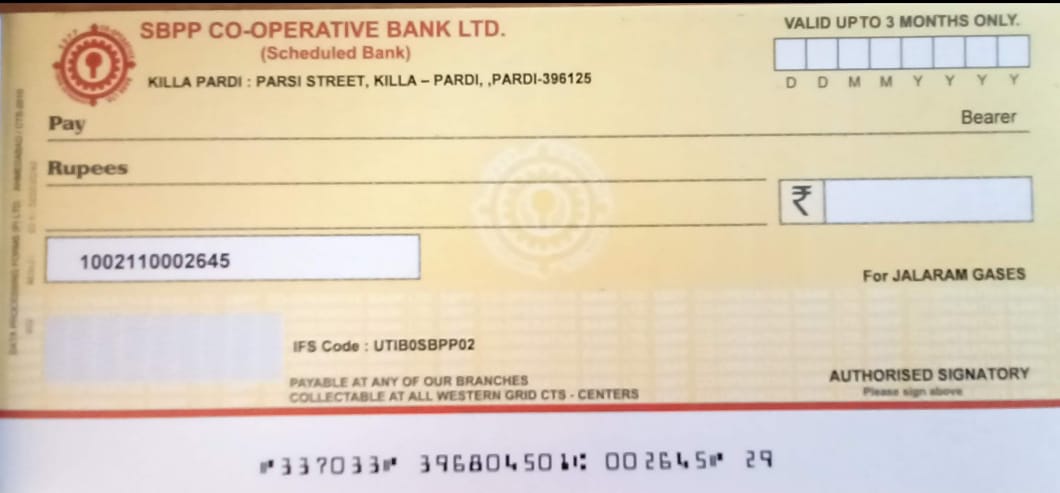 SBPP CO-OPERATIVE BANK LTD.
(Scheduled Bank)
KILLA PARDI : PARSI STREET, KILLA – PARDI, ,PARDI-396125
VALID UPTO 3 MONTHS ONLY.
D D M M Y Y Y Y
Pay
Bearer
Rupees
₹
1002110002645
For JALARAM GASES
IFS Code : UTIB0SBPP02
PAYABLE AT ANY OF OUR BRANCHES
COLLECTABLE AT ALL WESTERN GRID CTS - CENTERS
AUTHORISED SIGNATORY
Please sign above
⑈337033⑈ 396804501⑆ 002645⑈ 29